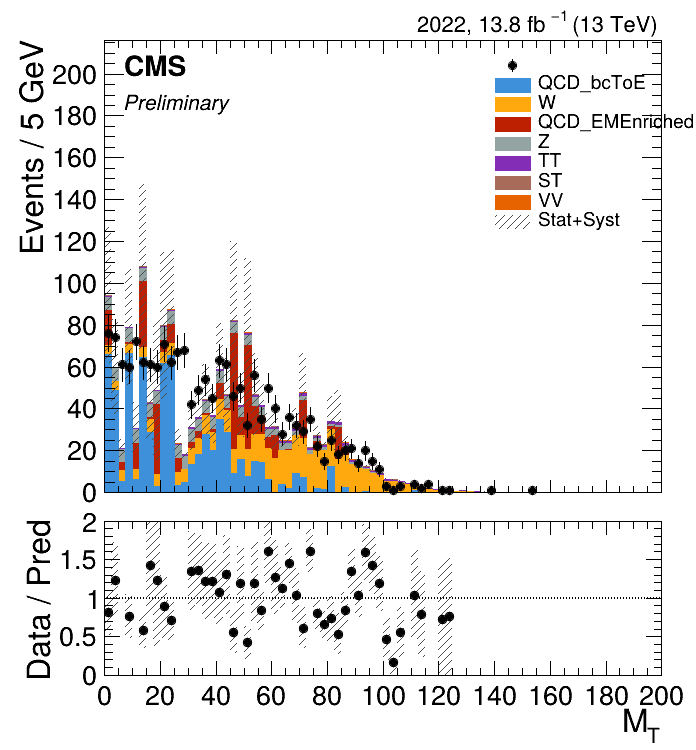 2022, 13.8 fb⁻¹ (13 TeV)
CMS
Preliminary
QCD_bcToE
W
QCD_EMEnriched
Z
TT
ST
VV
Stat+Syst
Events / 5 GeV
200
180
160
140
120
100
80
60
40
20
0
Data / Pred
2
1.5
1
0.5
0
0 20 40 60 80 100 120 140 160 180 200
M_T